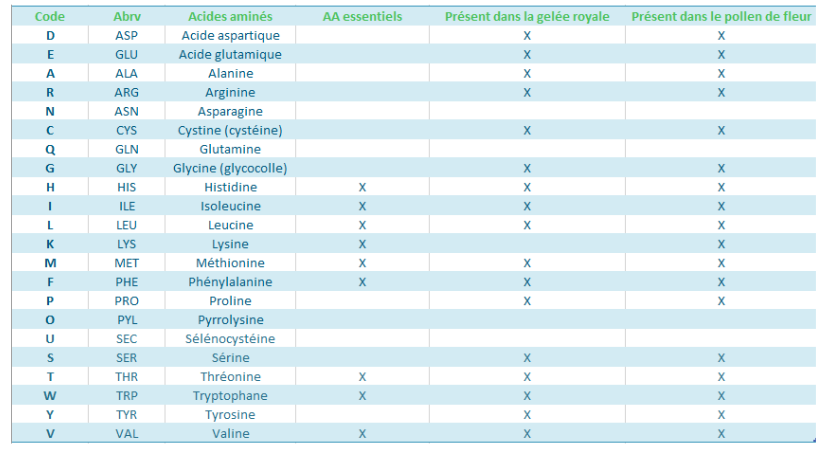 Code Abrv Acides aminés AA essentiels Présent dans la gelée royale Présent dans le pollen de fleur
D ASP Acide aspartique X X
E GLU Acide glutamique X X
A ALA Alanine X X
R ARG Arginine X X
N ASN Asparagine
C CYS Cystine (cystéine) X X
Q GLN Glutamine
G GLY Glycine (glycocolle) X X
H HIS Histidine X X X
I ILE Isoleucine X X X
L LEU Leucine X X X
K LYS Lysine X X
M MET Méthionine X X X
F PHE Phénylalanine X X X
P PRO Proline X X
O PYL Pyrrolysine
U SEC Sélénocystéine
S SER Sérine X X
T THR Thréonine X X X
W TRP Tryptophane X X X
Y TYR Tyrosine X X
V VAL Valine X X X